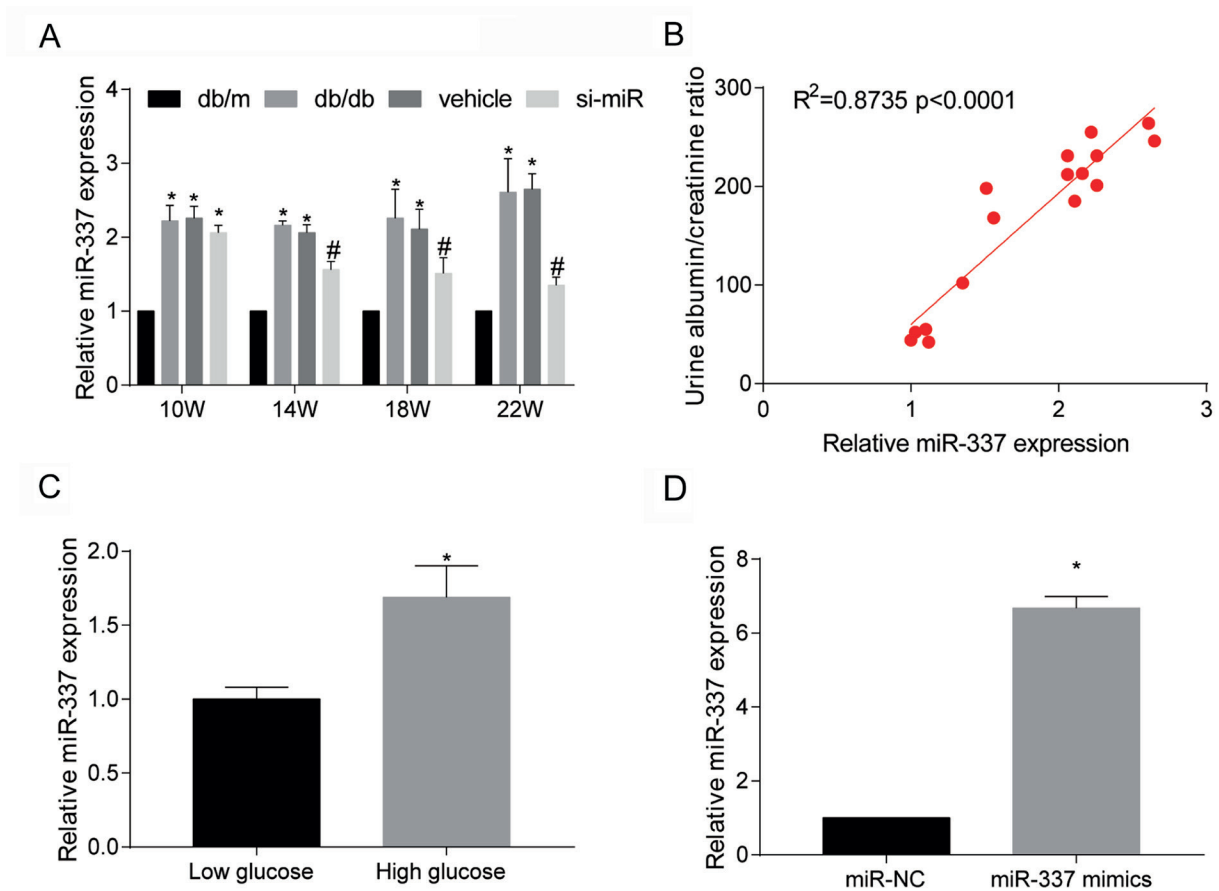 A
Relative miR-337 expression
4
3
2
1
0
db/m db/db vehicle si-miR
* * * * * # * * # * * #
10W 14W 18W 22W
B
Urine albumin/creatinine ratio
300
200
100
0
R²=0.8735 p<0.0001
0 1 2 3
Relative miR-337 expression
C
Relative miR-337 expression
2.0
1.5
1.0
0.5
0.0
*
Low glucose High glucose
D
Relative miR-337 expression
8
6
4
2
0
*
miR-NC miR-337 mimics